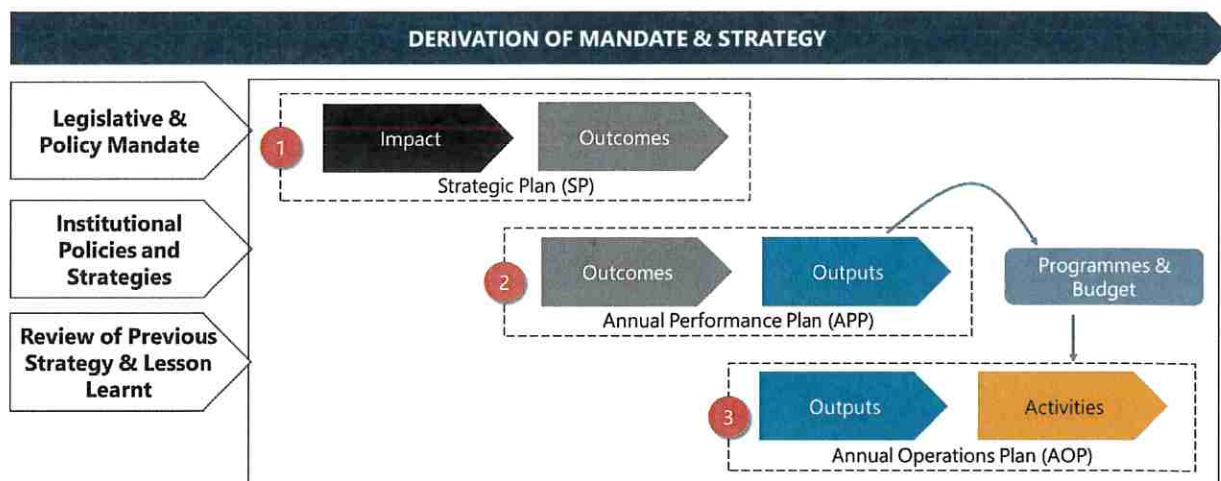 DERIVATION OF MANDATE & STRATEGY
Legislative &
Policy Mandate
Institutional
Policies and
Strategies
Review of Previous
Strategy & Lesson
Learnt
1
Impact
Outcomes
Strategic Plan (SP)
2
Outcomes
Outputs
Annual Performance Plan (APP)
Programmes &
Budget
3
Outputs
Activities
Annual Operations Plan (AOP)